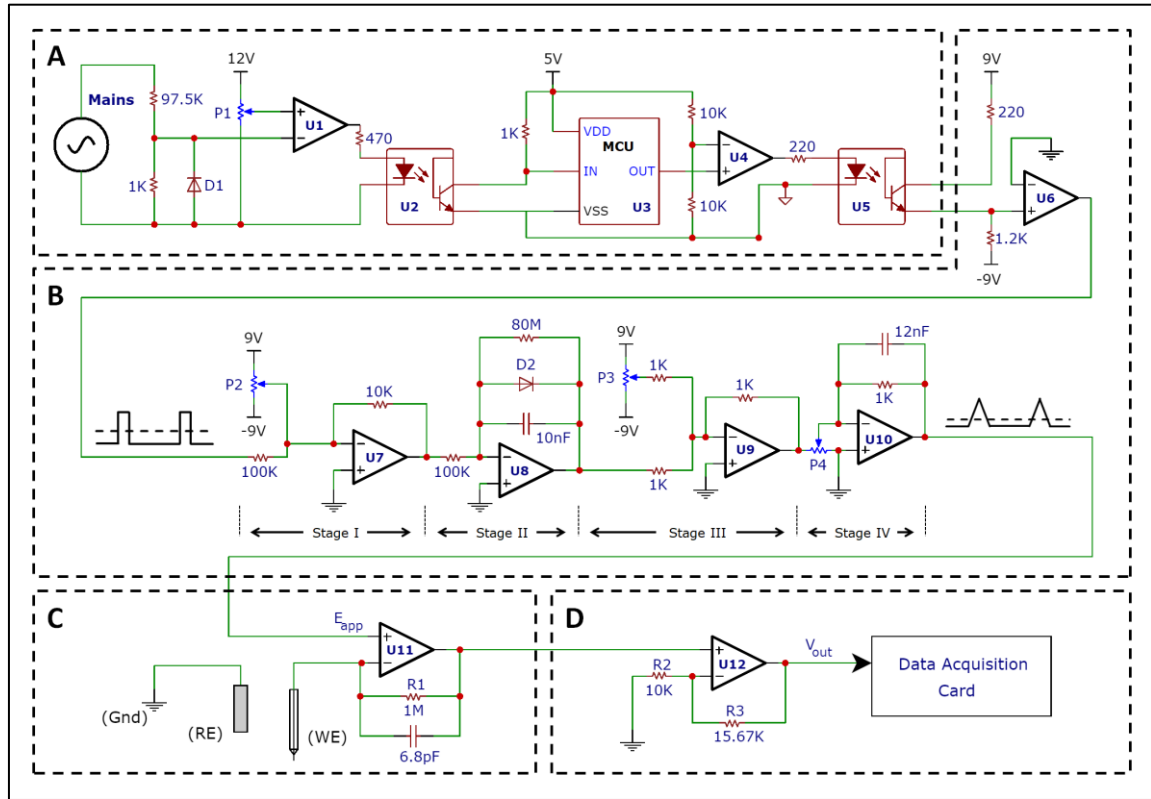 A
Mains
97.5K
1K
D1
12V
P1
+
−
U1
470
U2
5V
1K
VDD
MCU
IN
OUT
VSS
U3
10K
10K
−
+
U4
220
U5
9V
220
−
+
U6
1.2K
-9V
B
9V
P2
-9V
100K
10K
−
+
U7
100K
80M
D2
10nF
−
+
U8
9V
P3
-9V
1K
1K
1K
−
+
U9
P4
12nF
1K
−
+
U10
Stage I
Stage II
Stage III
Stage IV
C
(Gnd)
(RE)
(WE)
Eapp
+
−
U11
R1
1M
6.8pF
D
R2
10K
+
−
U12
R3
15.67K
Vout
Data Acquisition
Card